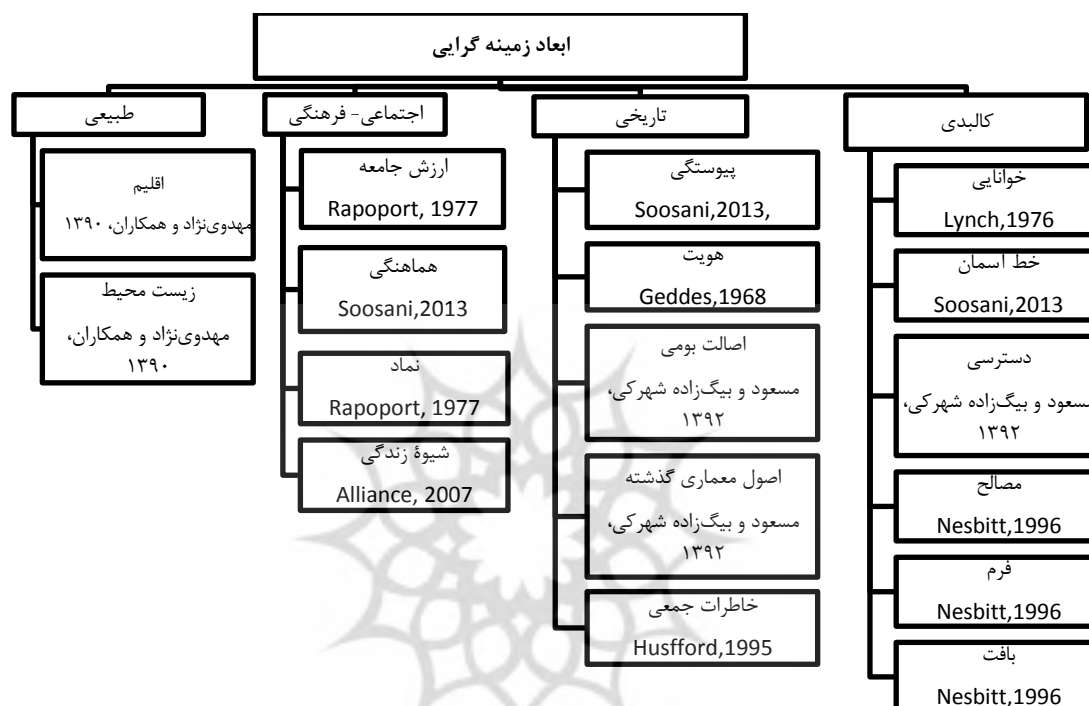 ابعاد زمینه گرایی
کالبدی
خوانایی
Lynch,1976
خط اسمان
Soosani,2013
دسترسی
مسعود و بیگ‌زاده شهرکی،
۱۳۹۲
مصالح
Nesbitt,1996
فرم
Nesbitt,1996
بافت
Nesbitt,1996
تاریخی
پیوستگی
Soosani,2013,
هویت
Geddes,1968
اصالت بومی
مسعود و بیگ‌زاده شهرکی،
۱۳۹۲
اصول معماری گذشته
مسعود و بیگ‌زاده شهرکی،
۱۳۹۲
خاطرات جمعی
Husfford,1995
اجتماعی- فرهنگی
ارزش جامعه
Rapoport, 1977
هماهنگی
Soosani,2013
نماد
Rapoport, 1977
شیوۀ زندگی
Alliance, 2007
طبیعی
اقلیم
مهدوی‌نژاد و همکاران، ۱۳۹۰
زیست محیط
مهدوی‌نژاد و همکاران،
۱۳۹۰